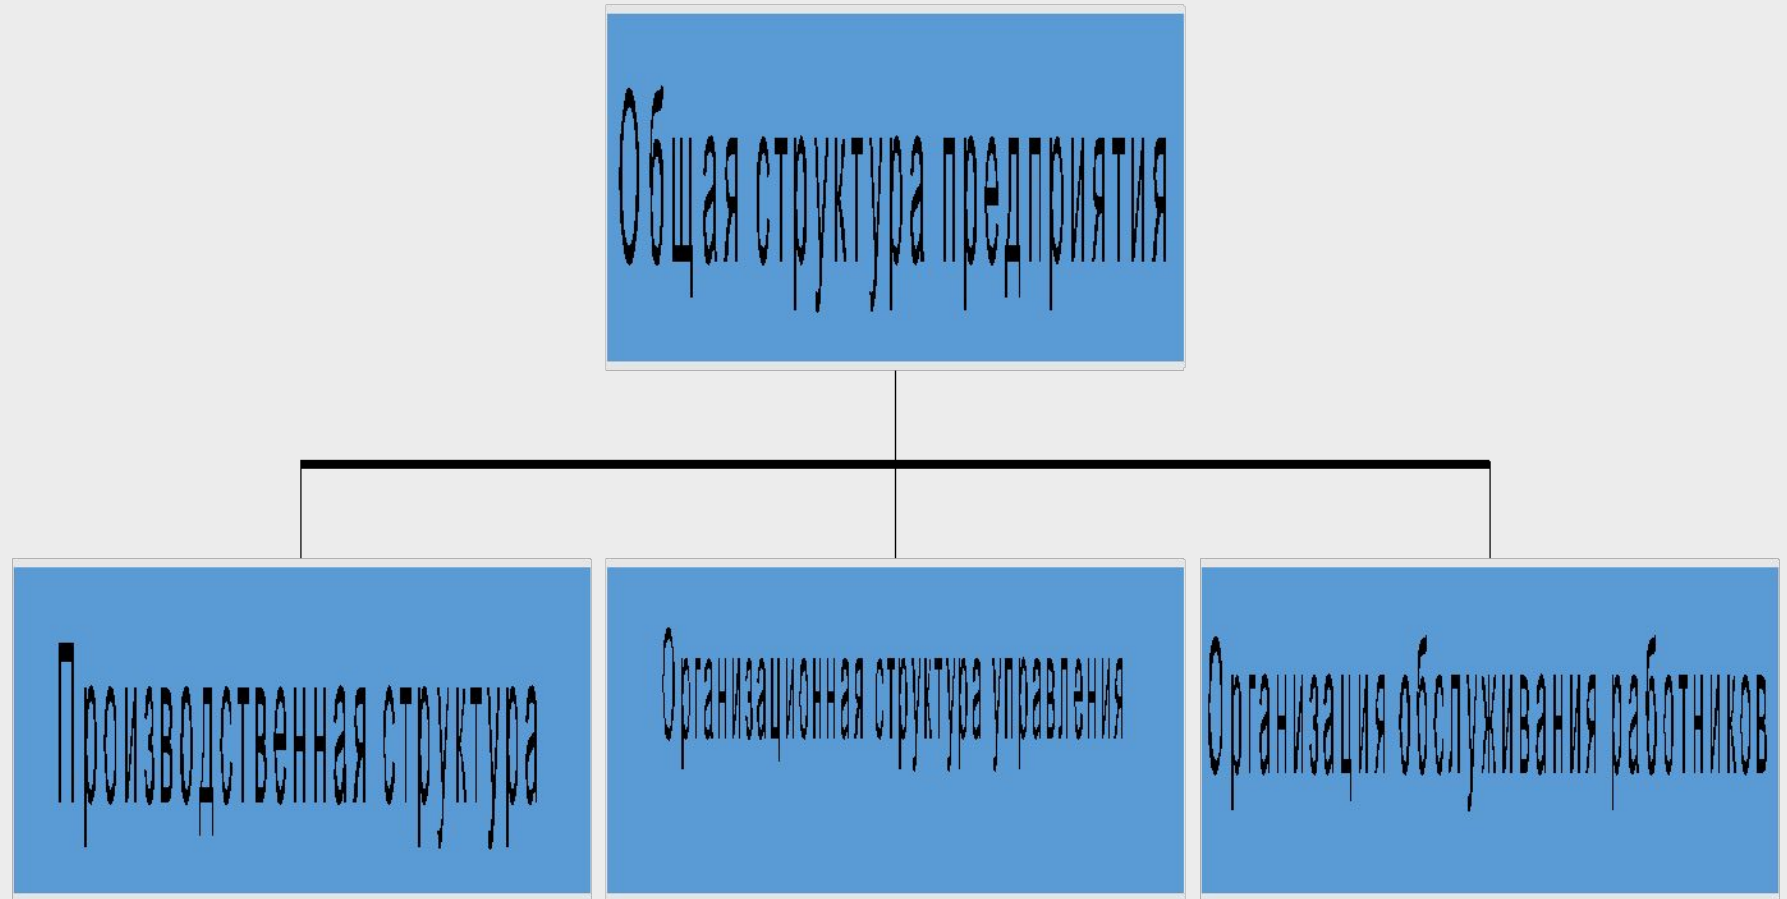 Общая структура предприятия
Производственная структура
Организационная структура управления
Организация обслуживания работников